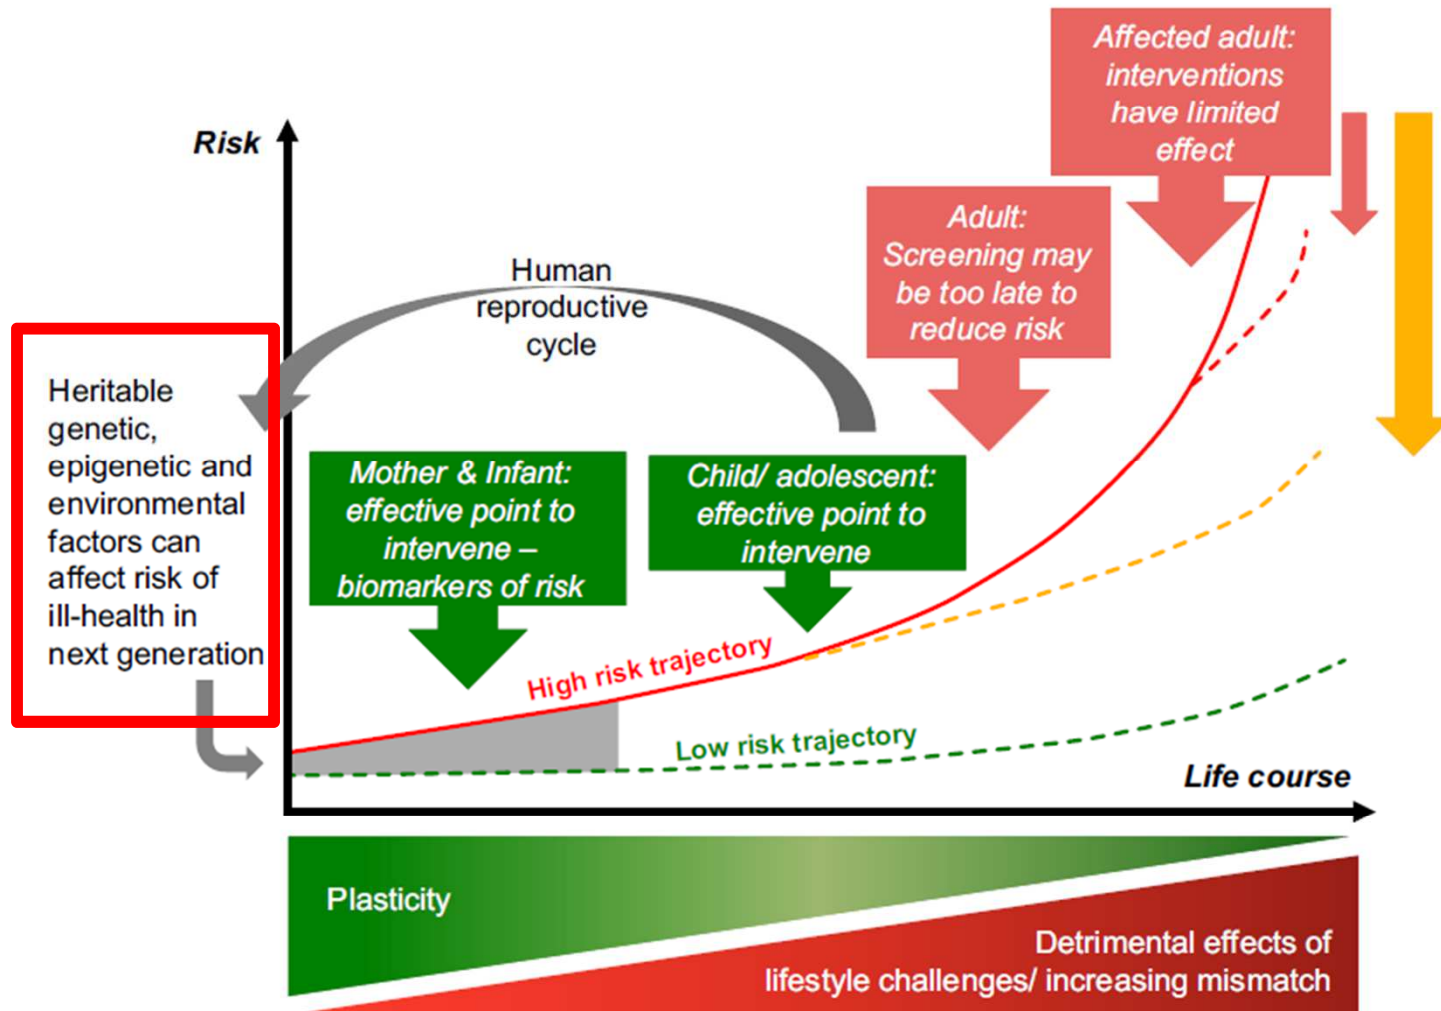 Affected adult:
interventions
have limited
effect
Risk
Adult:
Screening may
be too late to
reduce risk
Human
reproductive
cycle
Heritable
genetic,
epigenetic and
environmental
factors can
affect risk of
ill-health in
next generation
Mother & Infant:
effective point to
intervene –
biomarkers of risk
Child/ adolescent:
effective point to
intervene
High risk trajectory
Low risk trajectory
Life course
Plasticity
Detrimental effects of
lifestyle challenges/ increasing mismatch